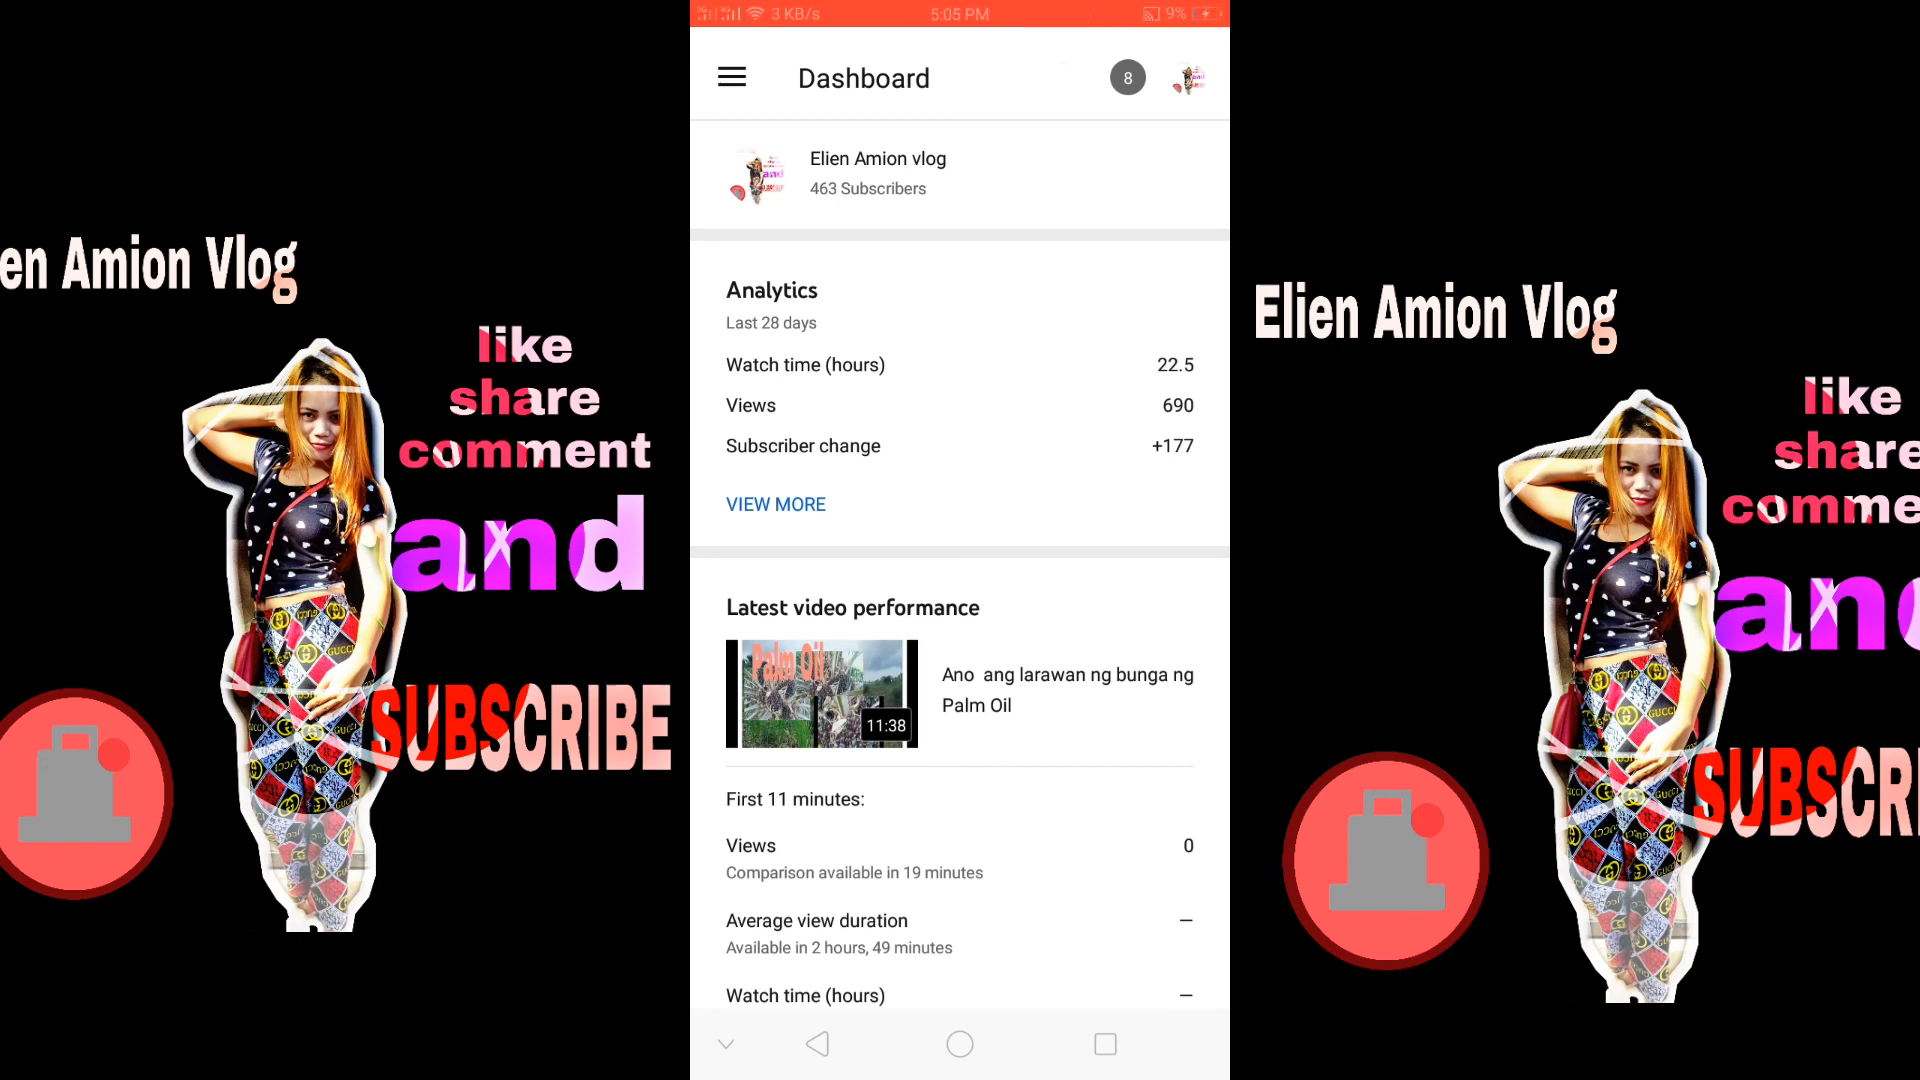 3 KB/s
5:05 PM
9%
Dashboard
8
Elien Amion vlog
463 Subscribers
Analytics
Last 28 days
Watch time (hours) 22.5
Views 690
Subscriber change +177
VIEW MORE
Latest video performance
Palm Oil
11:38
Ano ang larawan ng bunga ng
Palm Oil
First 11 minutes:
Views 0
Comparison available in 19 minutes
Average view duration –
Available in 2 hours, 49 minutes
Watch time (hours) –
en Amion Vlog
like
share
comment
and
SUBSCRIBE
GUCCI
Elien Amion Vlog
like
share
comme
an
SUBSCRI
GUCCI